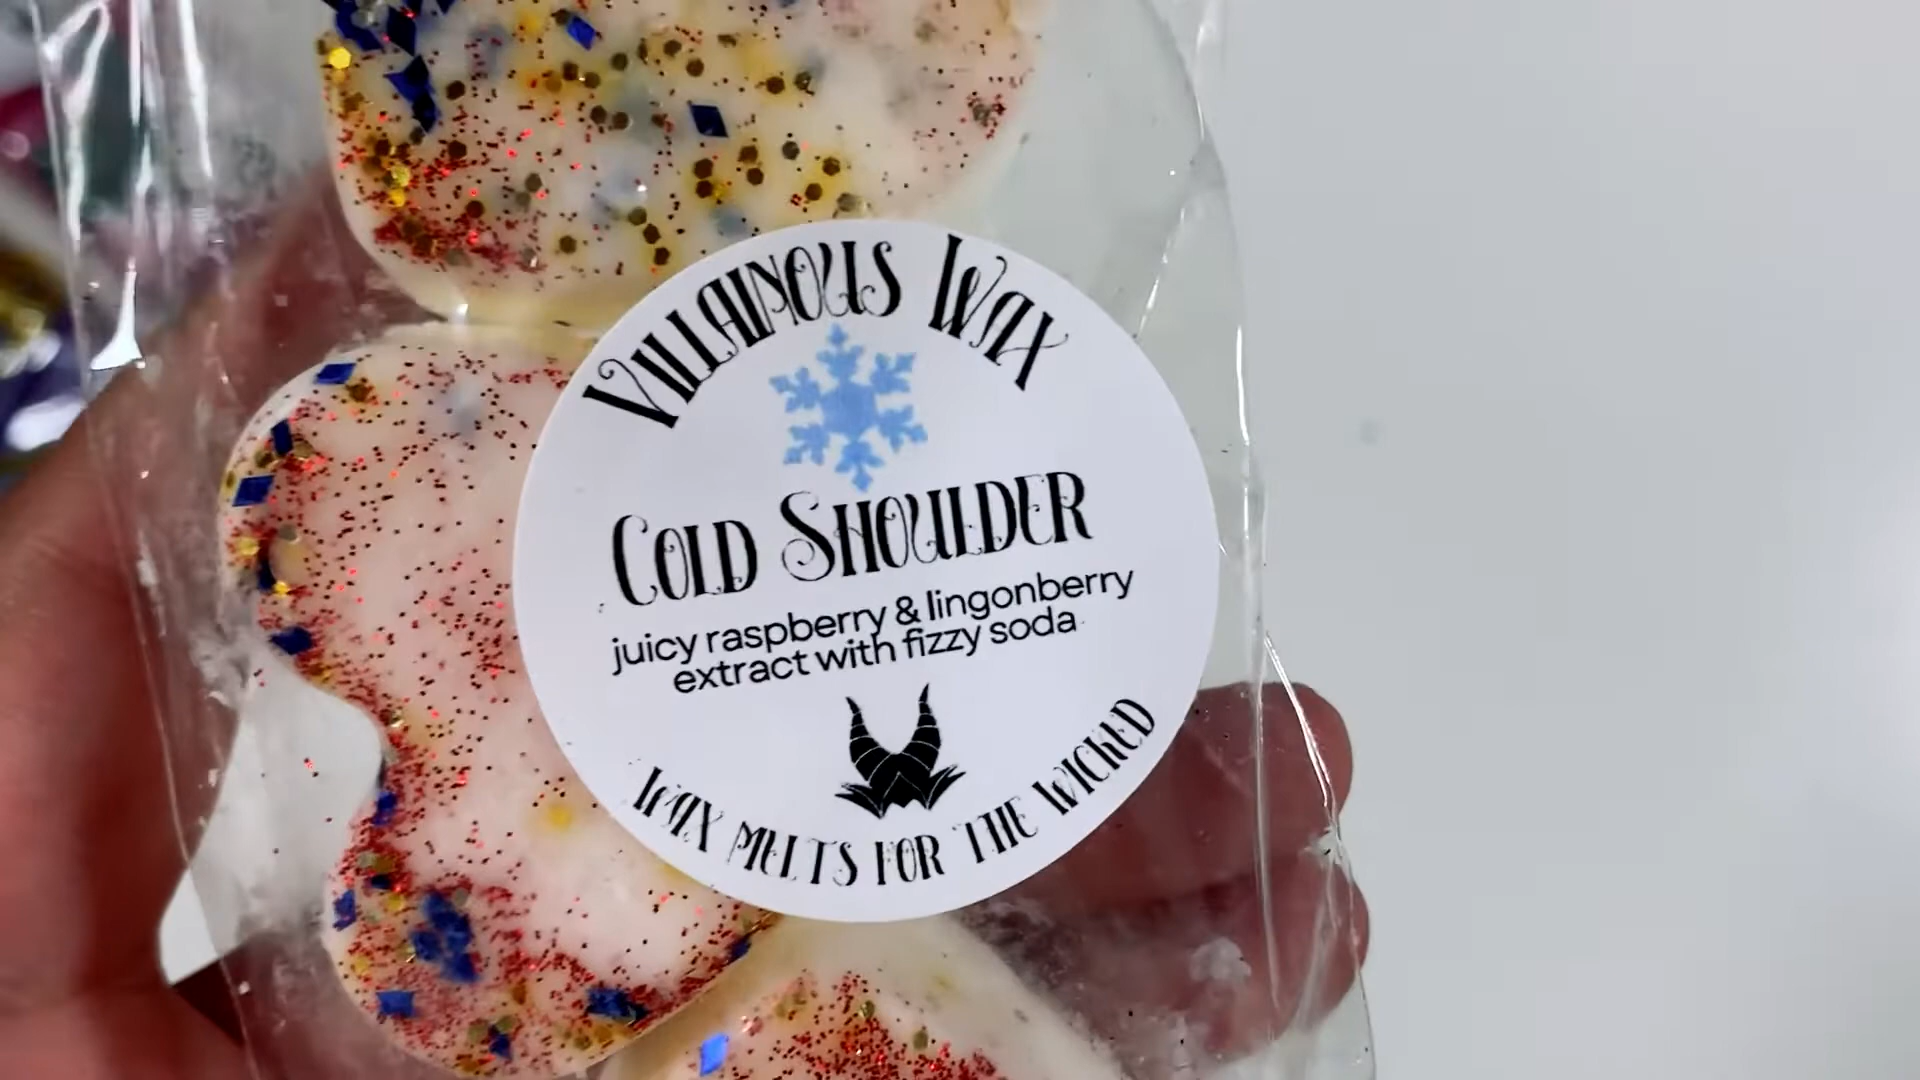 VILLAINOUS WAX
COLD SHOULDER
juicy raspberry & lingonberry
extract with fizzy soda
WAX MELTS FOR THE WICKED